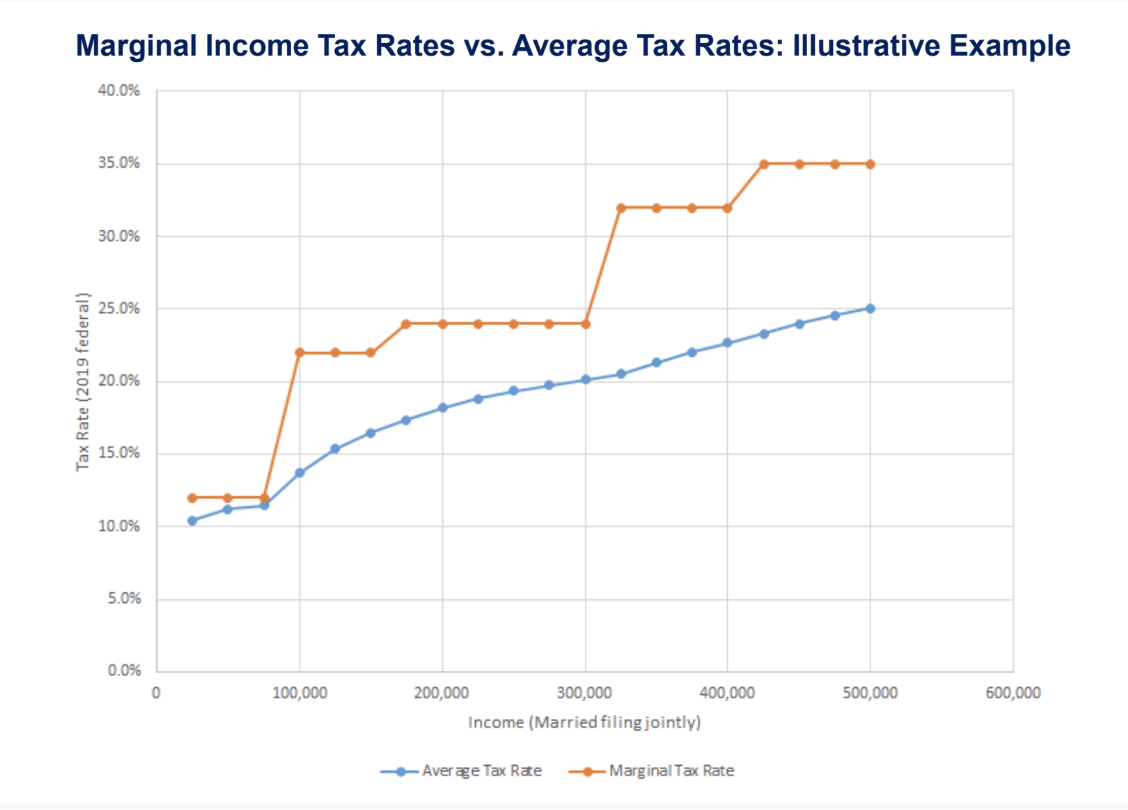 Marginal Income Tax Rates vs. Average Tax Rates: Illustrative Example
40.0%
35.0%
30.0%
25.0%
20.0%
15.0%
10.0%
5.0%
0.0%
Tax Rate (2019 federal)
0 100,000 200,000 300,000 400,000 500,000 600,000
Income (Married filing jointly)
Average Tax Rate Marginal Tax Rate